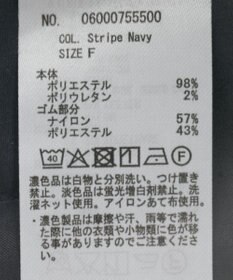 NO. 06000755500
COL. Stripe Navy
SIZE F
本体
ポリエステル 98%
ポリウレタン 2%
ゴム部分
ナイロン 57%
ポリエステル 43%
40 F
濃色品は白物と分別洗い。つけ置き
禁止。淡色品は蛍光増白剤禁止。洗
濯ネット使用。アイロンあて布使用。
・濃色製品は摩擦や汗、雨等で濡れ
た際に他の衣類や小物類に色が移
る事がありますのでご注意下さい